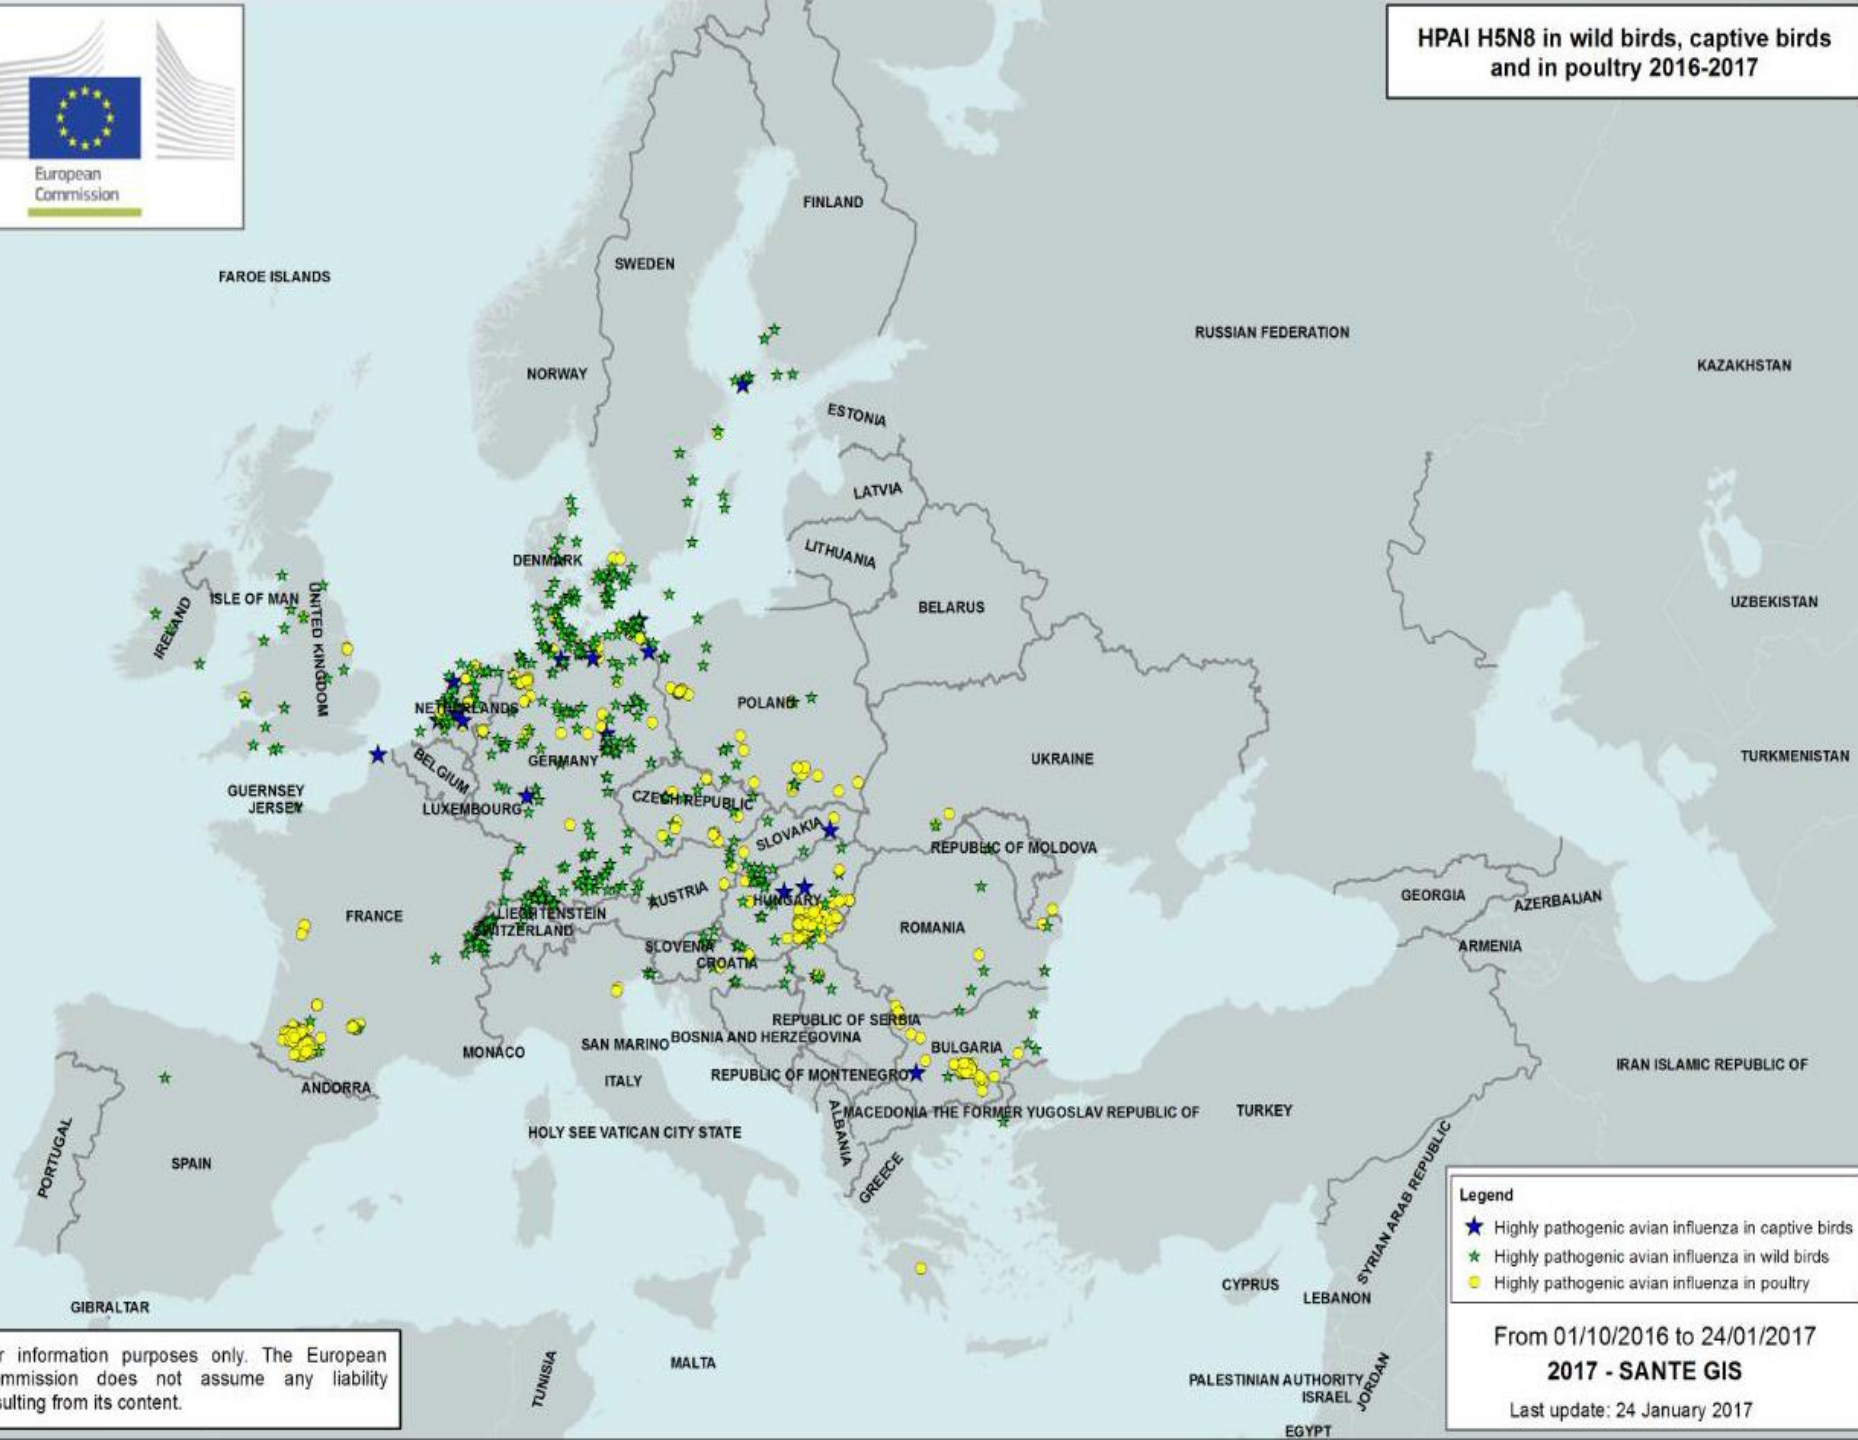 European
Commission
HPAI H5N8 in wild birds, captive birds
and in poultry 2016-2017
FINLAND
SWEDEN
FAROE ISLANDS
RUSSIAN FEDERATION
KAZAKHSTAN
NORWAY
ESTONIA
LATVIA
LITHUANIA
DENMARK
ISLE OF MAN
UNITED KINGDOM
IRELAND
BELARUS
UZBEKISTAN
NETHERLANDS
POLAND
BELGIUM
GERMANY
UKRAINE
TURKMENISTAN
GUERNSEY
JERSEY
LUXEMBOURG
CZECH REPUBLIC
SLOVAKIA
REPUBLIC OF MOLDOVA
AUSTRIA
HUNGARY
GEORGIA
AZERBAIJAN
FRANCE
LIECHTENSTEIN
SWITZERLAND
ROMANIA
SLOVENIA
CROATIA
ARMENIA
REPUBLIC OF SERBIA
BOSNIA AND HERZEGOVINA
SAN MARINO
MONACO
BULGARIA
REPUBLIC OF MONTENEGRO
ITALY
ANDORRA
IRAN ISLAMIC REPUBLIC OF
MACEDONIA THE FORMER YUGOSLAV REPUBLIC OF
TURKEY
ALBANIA
HOLY SEE VATICAN CITY STATE
PORTUGAL
SPAIN
GREECE
SYRIAN ARAB REPUBLIC
CYPRUS
LEBANON
GIBRALTAR
MALTA
TUNISIA
PALESTINIAN AUTHORITY
ISRAEL
JORDAN
EGYPT
r information purposes only. The European
mmission does not assume any liability
sulting from its content.
Legend
Highly pathogenic avian influenza in captive birds
Highly pathogenic avian influenza in wild birds
Highly pathogenic avian influenza in poultry
From 01/10/2016 to 24/01/2017
2017 - SANTE GIS
Last update: 24 January 2017